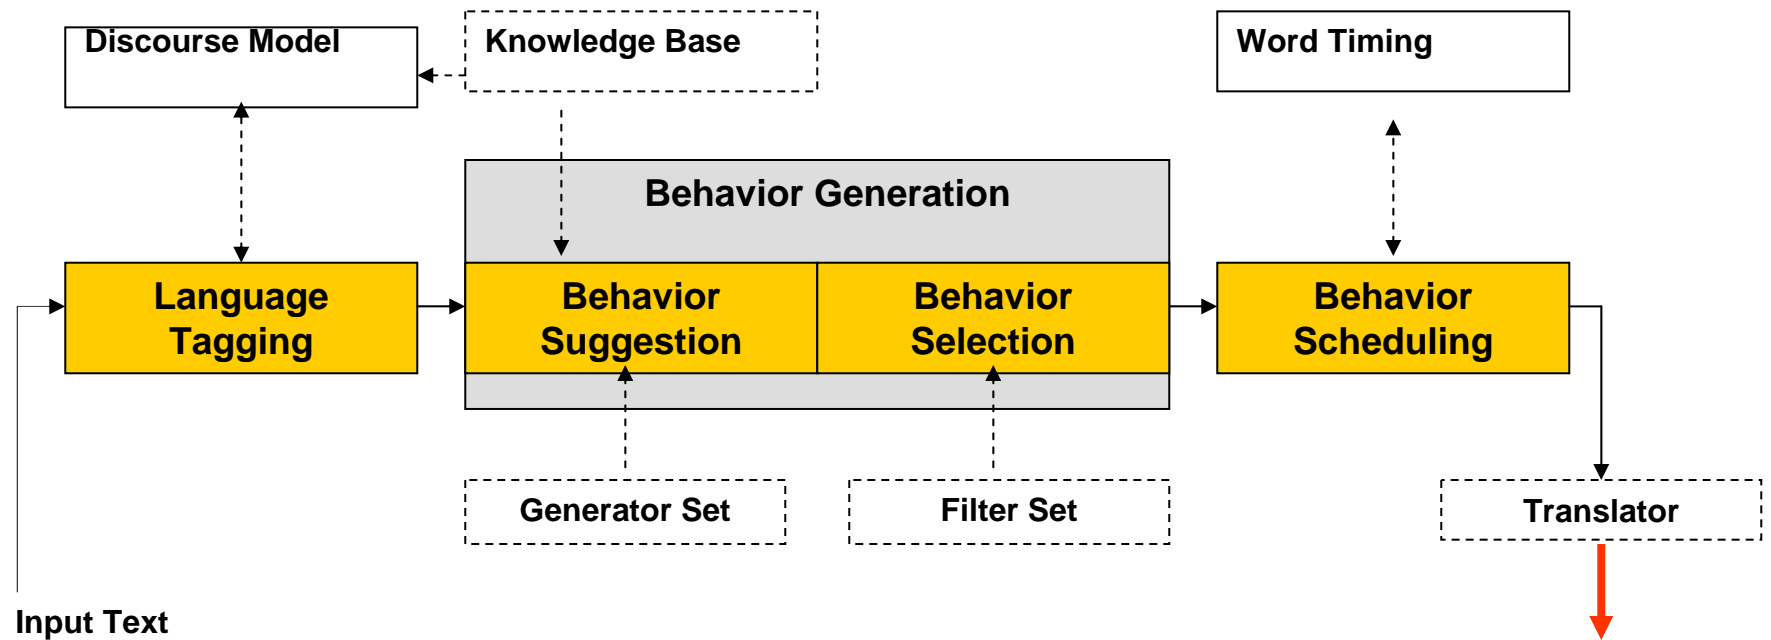 Discourse Model
Knowledge Base
Word Timing
Behavior Generation
Language
Tagging
Behavior
Suggestion
Behavior
Selection
Behavior
Scheduling
Generator Set
Filter Set
Translator
Input Text